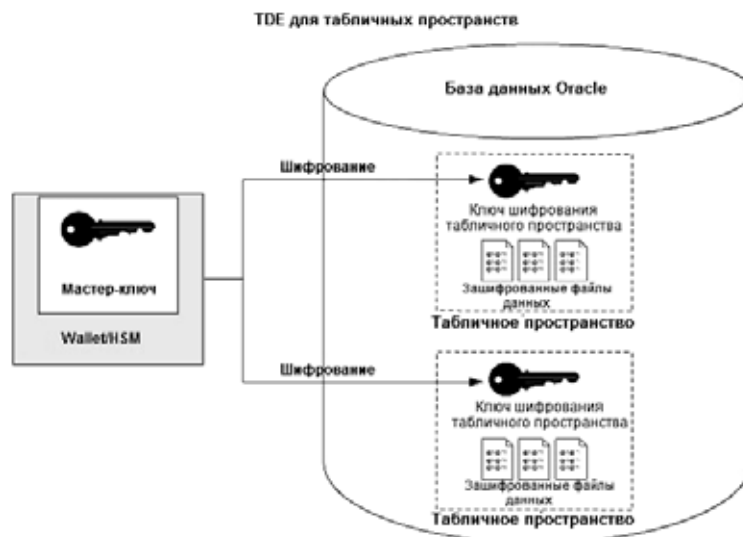 TDE для табличных пространств
База данных Oracle
Шифрование
Ключ шифрования
табличного пространства
Зашифрованные файлы
данных
Табличное пространство
Мастер-ключ
Wallet/HSM
Шифрование
Ключ шифрования
табличного пространства
Зашифрованные файлы
данных
Табличное пространство